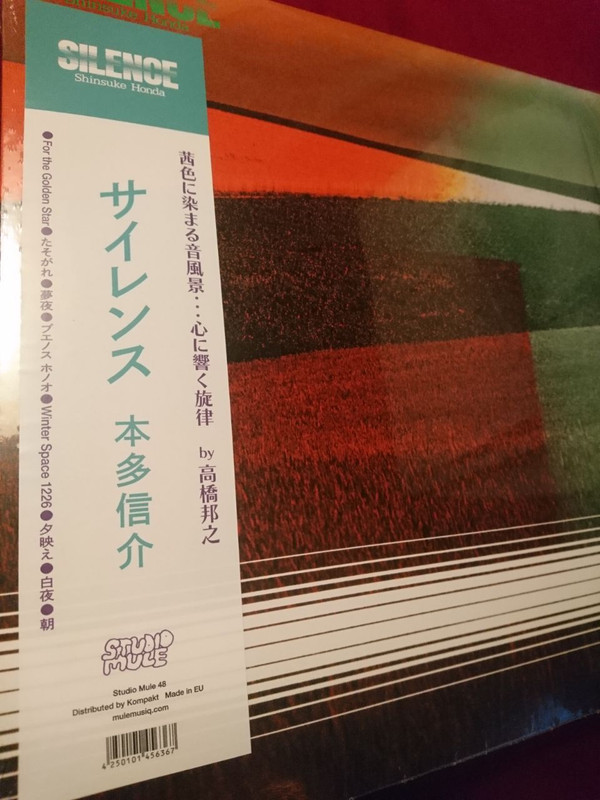 Shinsuke Honda
SILENCE
Shinsuke Honda
茜色に染まる音風景…心に響く旋律 by 高橋邦之
サイレンス 本多信介
●For the Golden Star●たそがれ●夢夜●ブエノス ホノオ●Winter Space 1226●夕映え●白夜●朝
STUDIO
MULE
Studio Mule 48
Distributed by Kompakt Made in EU
mulemusiq.com
4 250101 456367